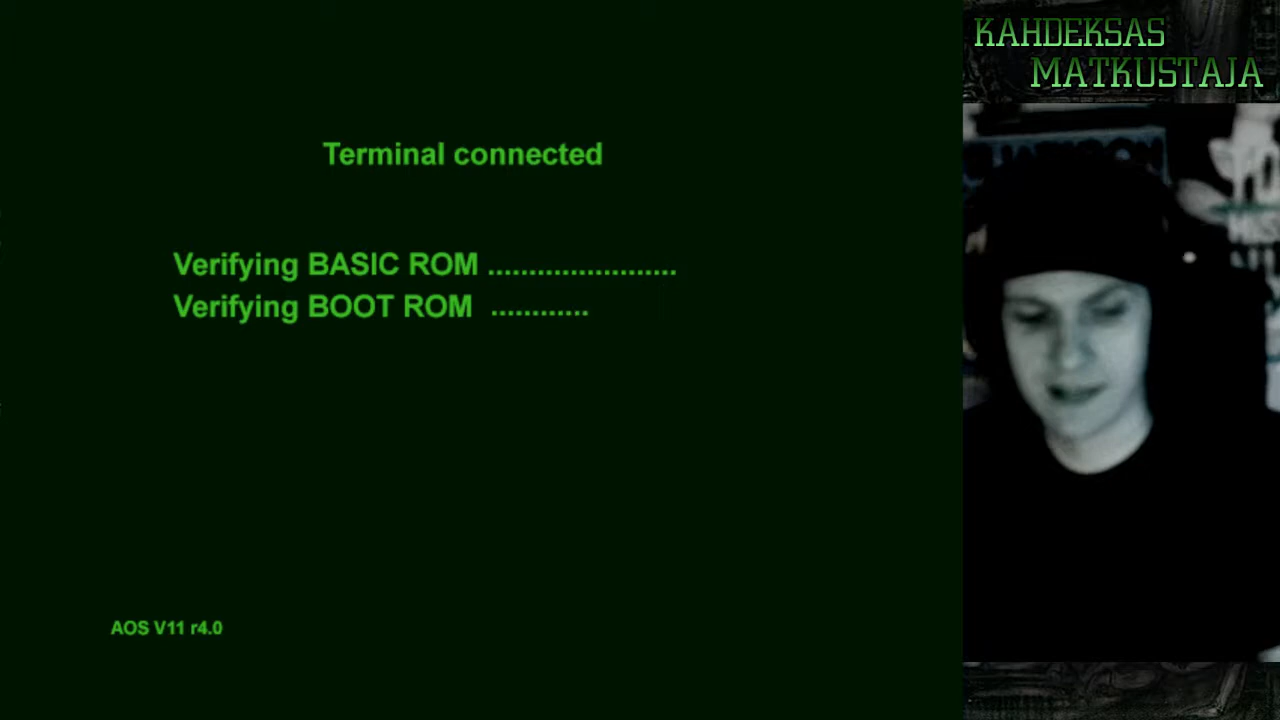 KAHDEKSAS
MATKUSTAJA
Terminal connected
Verifying BASIC ROM .......................
Verifying BOOT ROM ............
AOS V11 r4.0